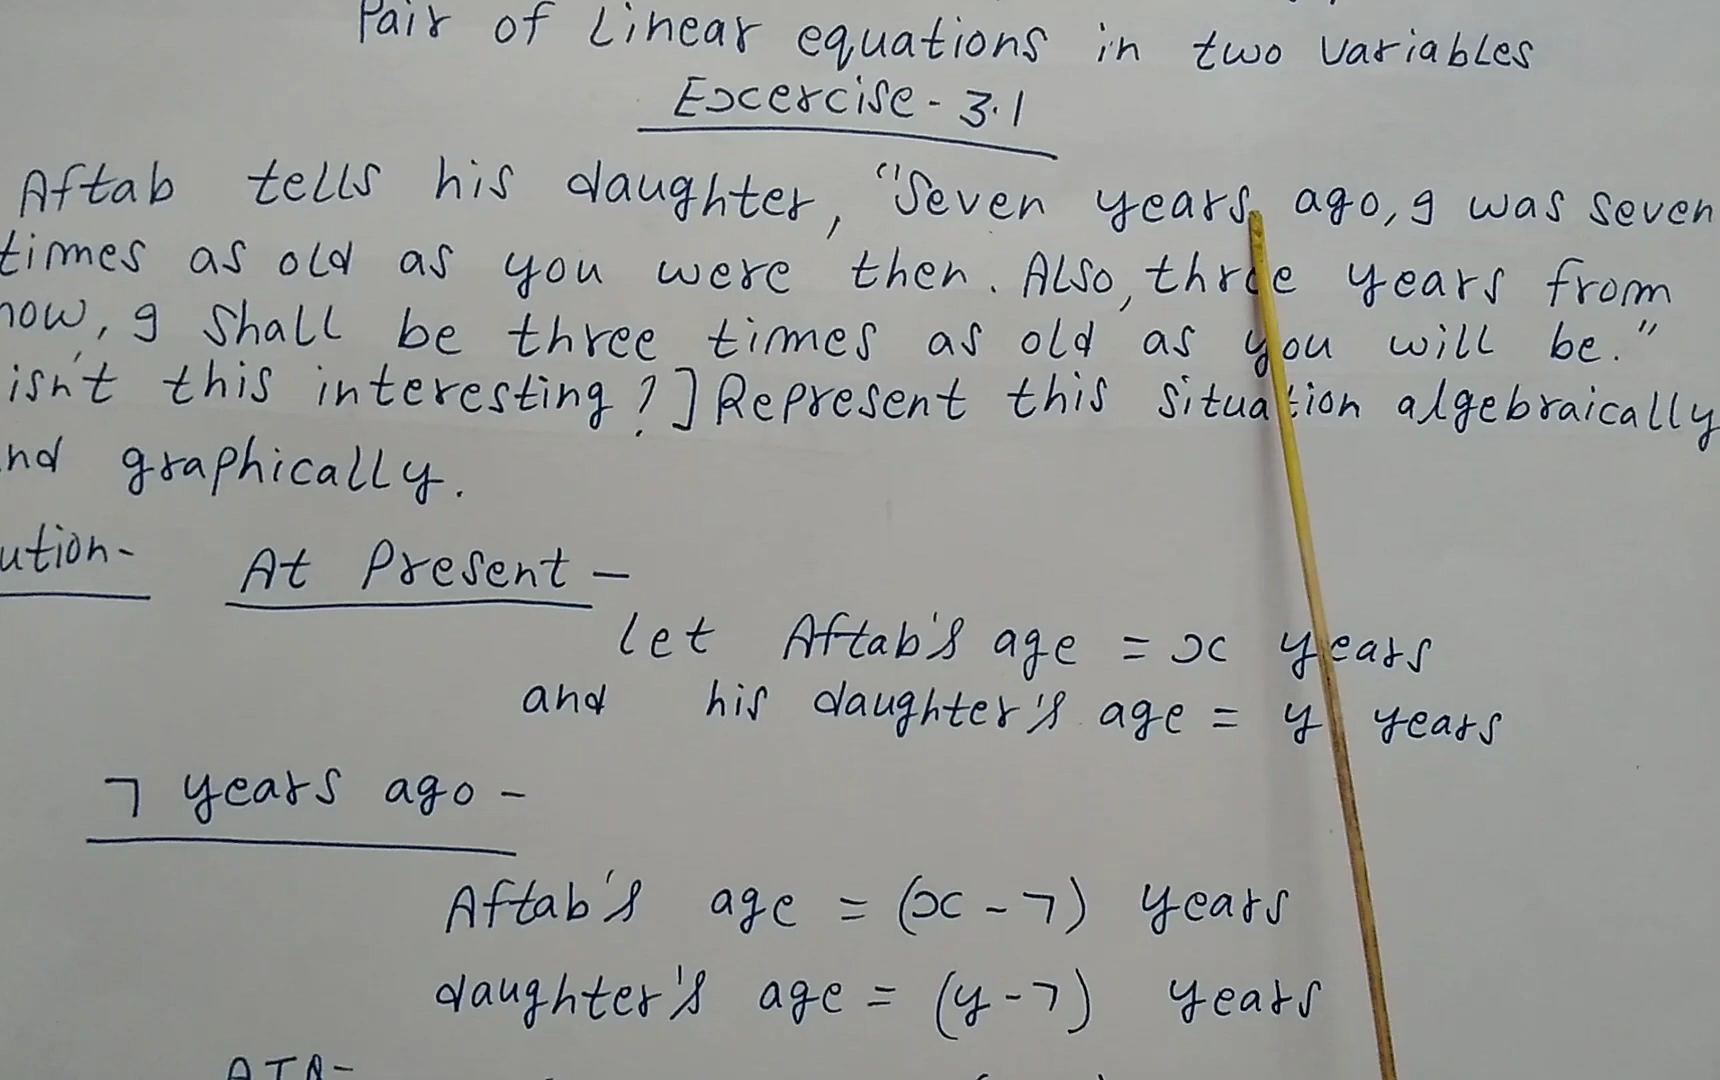 Pair of Linear equations in two variables
Excercise - 3.1
Aftab tells his daughter, "Seven years ago, I was seven
times as old as you were then. Also, three years from
now, I shall be three times as old as you will be."
isn't this interesting?] Represent this situation algebraically
nd graphically.
ution-
At Present -
Let Aftab's age = x years
and his daughter's age = y years
7 years ago -
Aftab's age = (x - 7) years
daughter's age = (y - 7) years